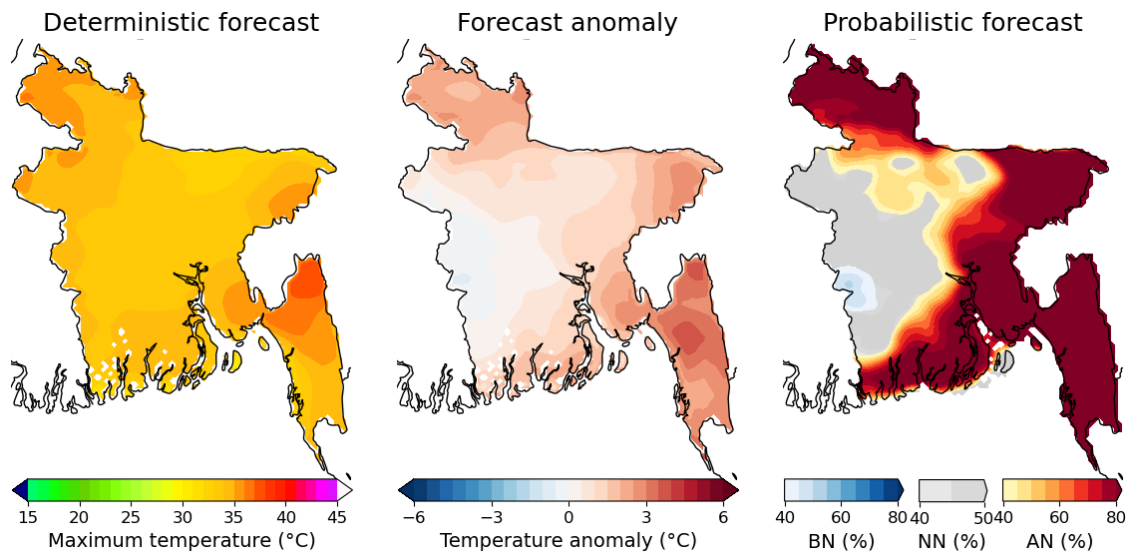 Deterministic forecast
Forecast anomaly
Probabilistic forecast
15 20 25 30 35 40 45
Maximum temperature (°C)
−6 −3 0 3 6
Temperature anomaly (°C)
40 60 80
BN (%)
40 50
NN (%)
40 60 80
AN (%)